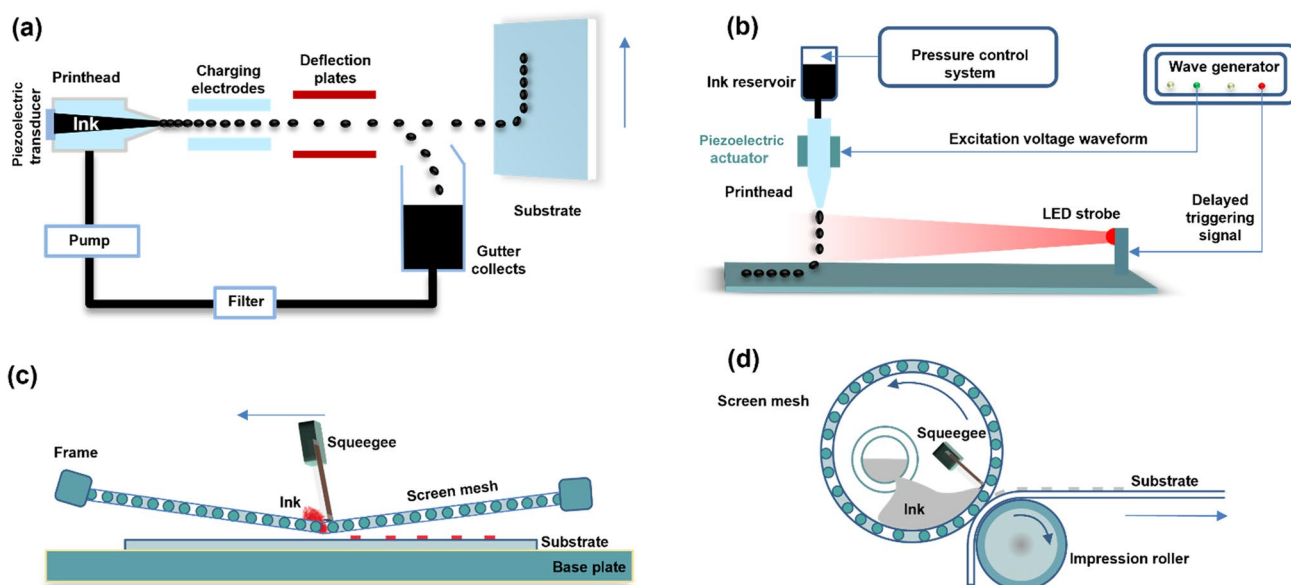 (a)
Printhead
Piezoelectric
transducer
Ink
Charging
electrodes
Deflection
plates
Substrate
Pump
Filter
Gutter
collects
(b)
Ink reservoir
Pressure control
system
Wave generator
Piezoelectric
actuator
Excitation voltage waveform
Printhead
LED strobe
Delayed
triggering
signal
(c)
Frame
Squeegee
Ink
Screen mesh
Substrate
Base plate
(d)
Screen mesh
Squeegee
Ink
Substrate
Impression roller